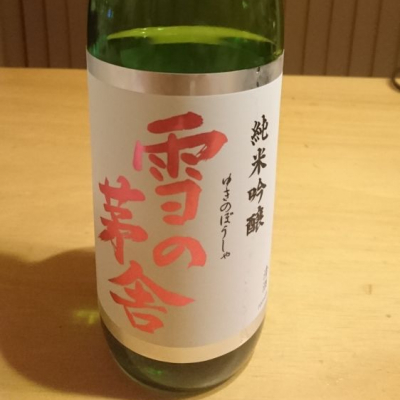 純米吟醸
ゆきのぼうしゃ
雪の
茅舎